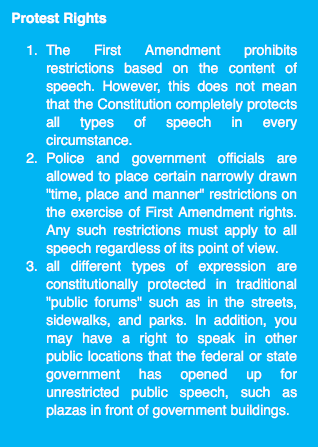 Protest Rights
1. The First Amendment prohibits
restrictions based on the content of
speech. However, this does not mean
that the Constitution completely protects
all types of speech in every
circumstance.
2. Police and government officials are
allowed to place certain narrowly drawn
"time, place and manner" restrictions on
the exercise of First Amendment rights.
Any such restrictions must apply to all
speech regardless of its point of view.
3. all different types of expression are
constitutionally protected in traditional
"public forums" such as in the streets,
sidewalks, and parks. In addition, you
may have a right to speak in other
public locations that the federal or state
government has opened up for
unrestricted public speech, such as
plazas in front of government buildings.